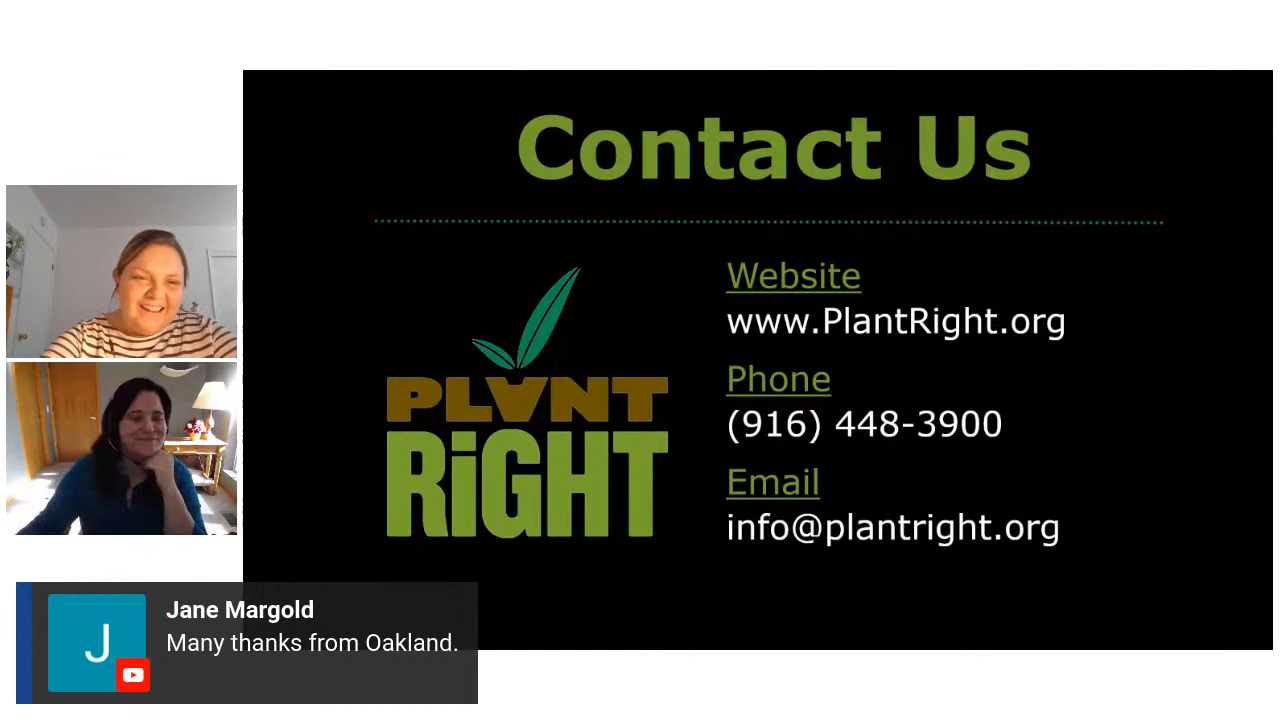 Contact Us
PLANT
RiGHT
Website
www.PlantRight.org
Phone
(916) 448-3900
Email
info@plantright.org
J
Jane Margold
Many thanks from Oakland.